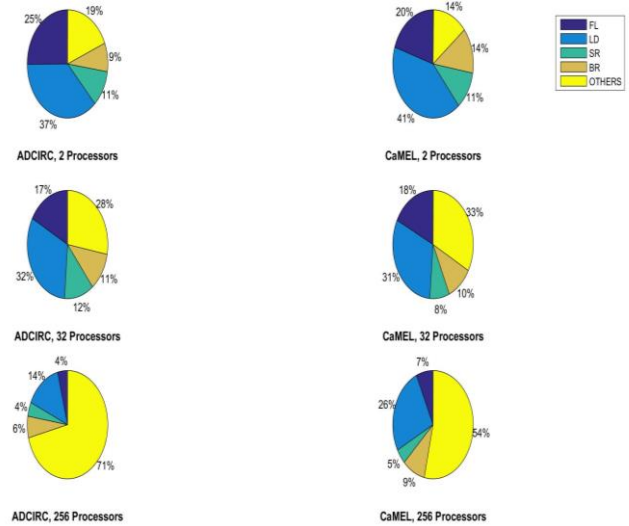 25%
19%
9%
11%
37%
ADCIRC, 2 Processors
20%
14%
14%
11%
41%
CaMEL, 2 Processors
FL
LD
SR
BR
OTHERS
17%
28%
11%
12%
32%
ADCIRC, 32 Processors
18%
33%
10%
8%
31%
CaMEL, 32 Processors
4%
14%
4%
6%
71%
ADCIRC, 256 Processors
7%
26%
5%
9%
54%
CaMEL, 256 Processors